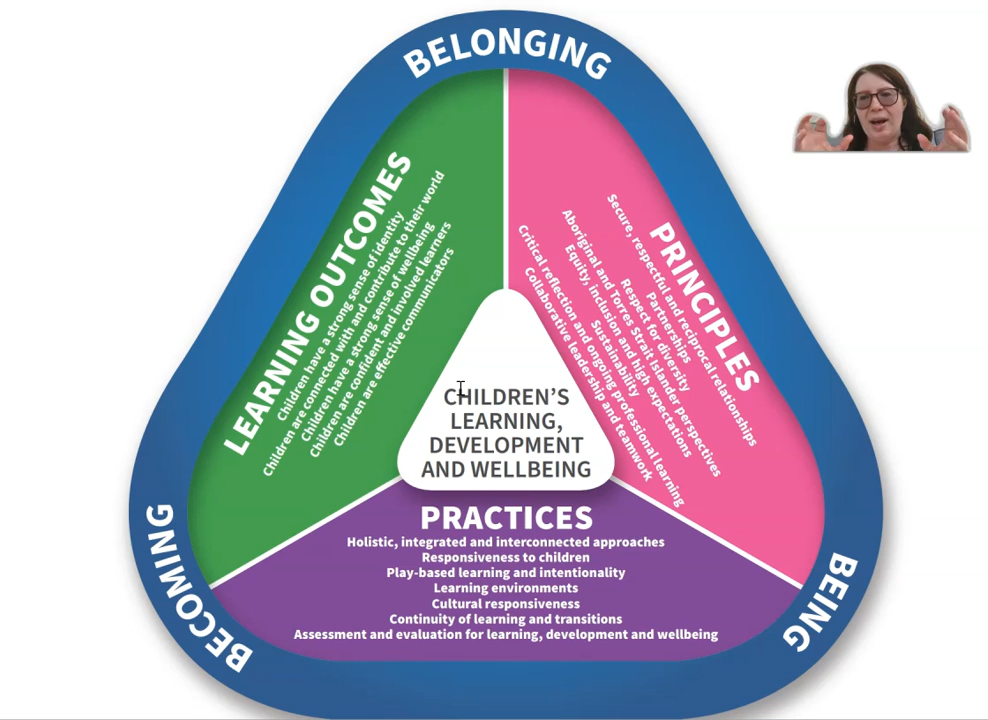 BELONGING
LEARNING OUTCOMES
Children have a strong sense of identity
Children are connected with and contribute to their world
Children have a strong sense of wellbeing
Children are confident and involved learners
Children are effective communicators
PRINCIPLES
Secure, respectful and reciprocal relationships
Partnerships
Respect for diversity
Aboriginal and Torres Strait Islander perspectives
Equity, inclusion and high expectations
Sustainability
Critical reflection and ongoing professional learning
Collaborative leadership and teamwork
CHILDREN'S
LEARNING,
DEVELOPMENT
AND WELLBEING
PRACTICES
Holistic, integrated and interconnected approaches
Responsiveness to children
Play-based learning and intentionality
Learning environments
Cultural responsiveness
Continuity of learning and transitions
Assessment and evaluation for learning, development and wellbeing
BECOMING
BEING